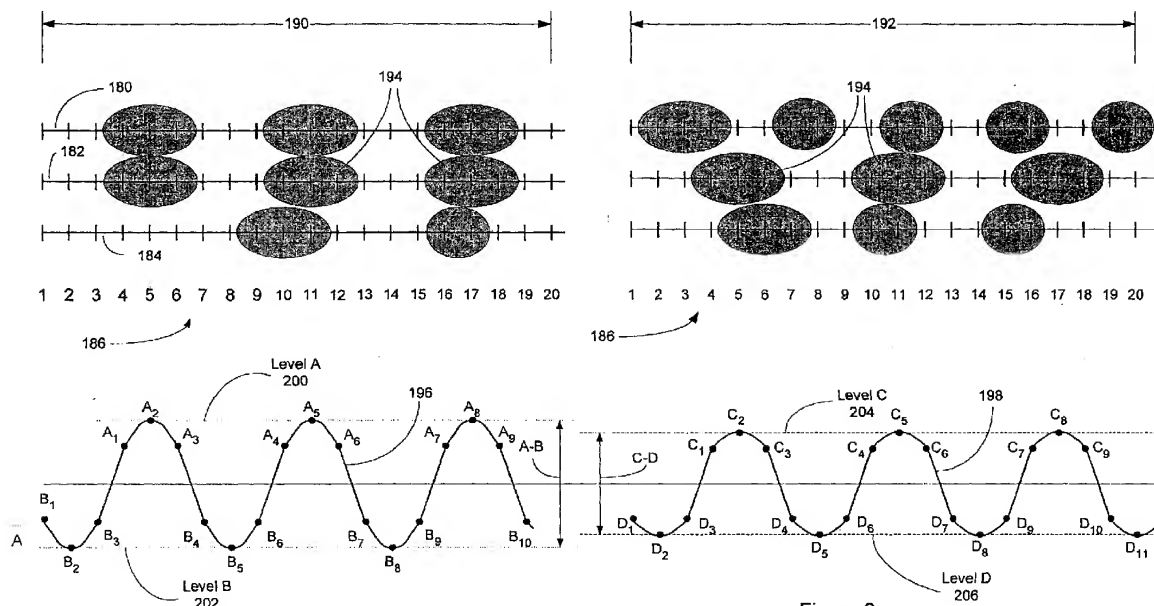 190
192
180
194
194
182
184
1 2 3 4 5 6 7 8 9 10 11 12 13 14 15 16 17 18 19 20
1 2 3 4 5 6 7 8 9 10 11 12 13 14 15 16 17 18 19 20
186
186
Level A
200
196
Level C
204
198
A2
A5
A8
C2
C5
C8
A1
A3
A4
A6
A7
A9
A-B
C-D
C1
C3
C4
C6
C7
C9
B1
B3
B4
B6
B7
B9
B10
D1
D3
D4
D6
D7
D9
D10
A
B2
B5
B8
D2
D5
D8
D11
Level B
202
Level D
206